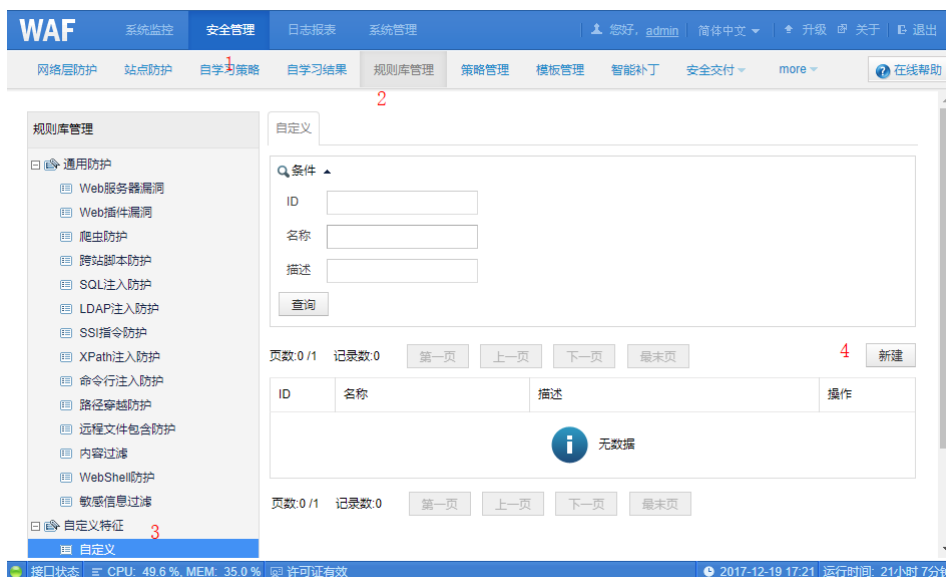 WAF 系统监控 安全管理 日志报表 系统管理 您好, admin 简体中文 升级 关于 退出
网络层防护 站点防护 自学习策略 自学习结果 规则库管理 策略管理 模板管理 智能补丁 安全交付 more 在线帮助
1
2
规则库管理
通用防护
Web服务器漏洞
Web插件漏洞
爬虫防护
跨站脚本防护
SQL注入防护
LDAP注入防护
SSI指令防护
XPath注入防护
命令行注入防护
路径穿越防护
远程文件包含防护
内容过滤
WebShell防护
敏感信息过滤
自定义特征
3
自定义
自定义
条件
ID
名称
描述
查询
页数:0 /1 记录数:0 第一页 上一页 下一页 最末页 4 新建
ID 名称 描述 操作
无数据
页数:0 /1 记录数:0 第一页 上一页 下一页 最末页
接口状态 CPU: 49.6 %, MEM: 35.0 % 许可证有效 2017-12-19 17:21 运行时间: 21小时 7分钟